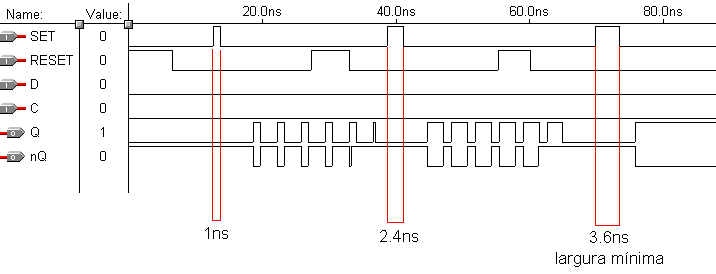 Name: Value: 20.0ns 40.0ns 60.0ns 80.0ns
SET 0
RESET 0
D 0
C 0
Q 1
nQ 0
1ns 2.4ns 3.6ns
largura mínima